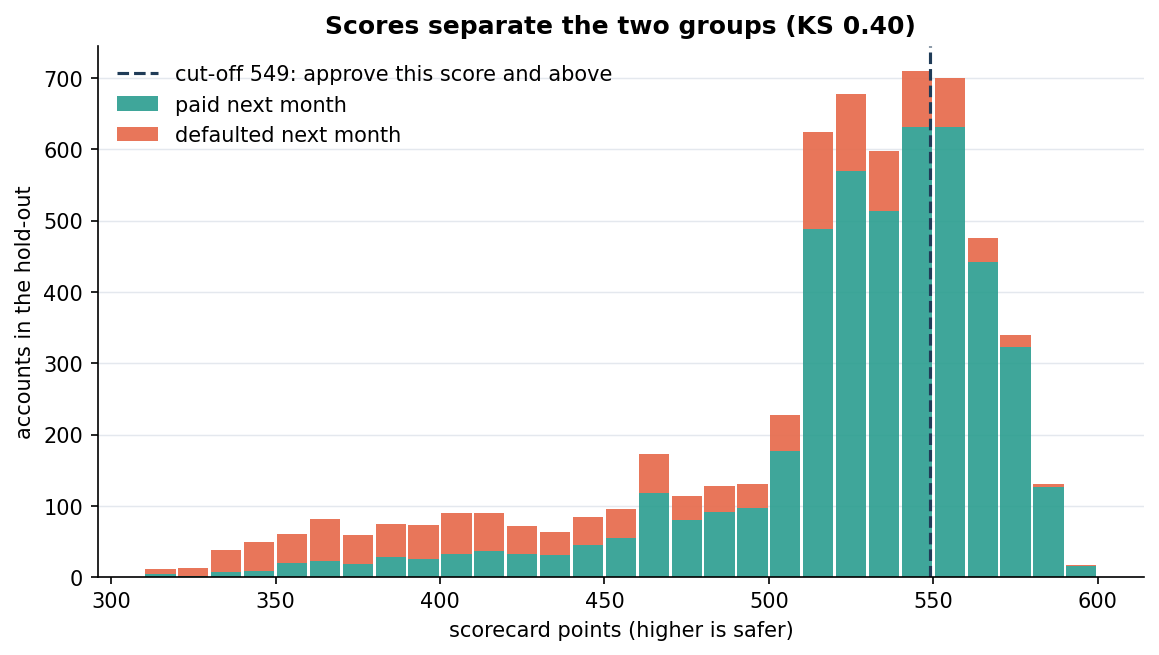 Scores separate the two groups (KS 0.40)
cut-off 549: approve this score and above
paid next month
defaulted next month
accounts in the hold-out
700
600
500
400
300
200
100
0
300
350
400
450
500
550
600
scorecard points (higher is safer)